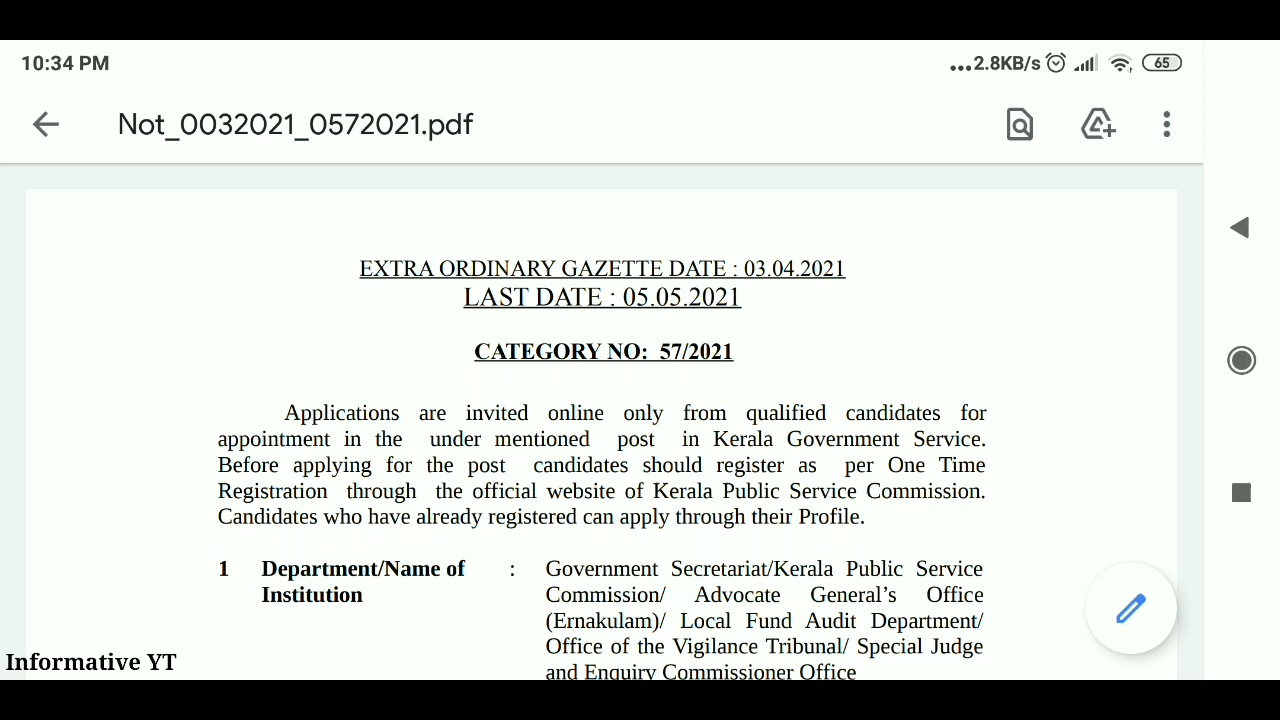 10:34 PM
...2.8KB/s 65
Not_0032021_0572021.pdf
EXTRA ORDINARY GAZETTE DATE : 03.04.2021
LAST DATE : 05.05.2021
CATEGORY NO: 57/2021
Applications are invited online only from qualified candidates for
appointment in the under mentioned post in Kerala Government Service.
Before applying for the post candidates should register as per One Time
Registration through the official website of Kerala Public Service Commission.
Candidates who have already registered can apply through their Profile.
1 Department/Name of : Government Secretariat/Kerala Public Service
Institution Commission/ Advocate General’s Office
(Ernakulam)/ Local Fund Audit Department/
Office of the Vigilance Tribunal/ Special Judge
and Enquiry Commissioner Office
Informative YT